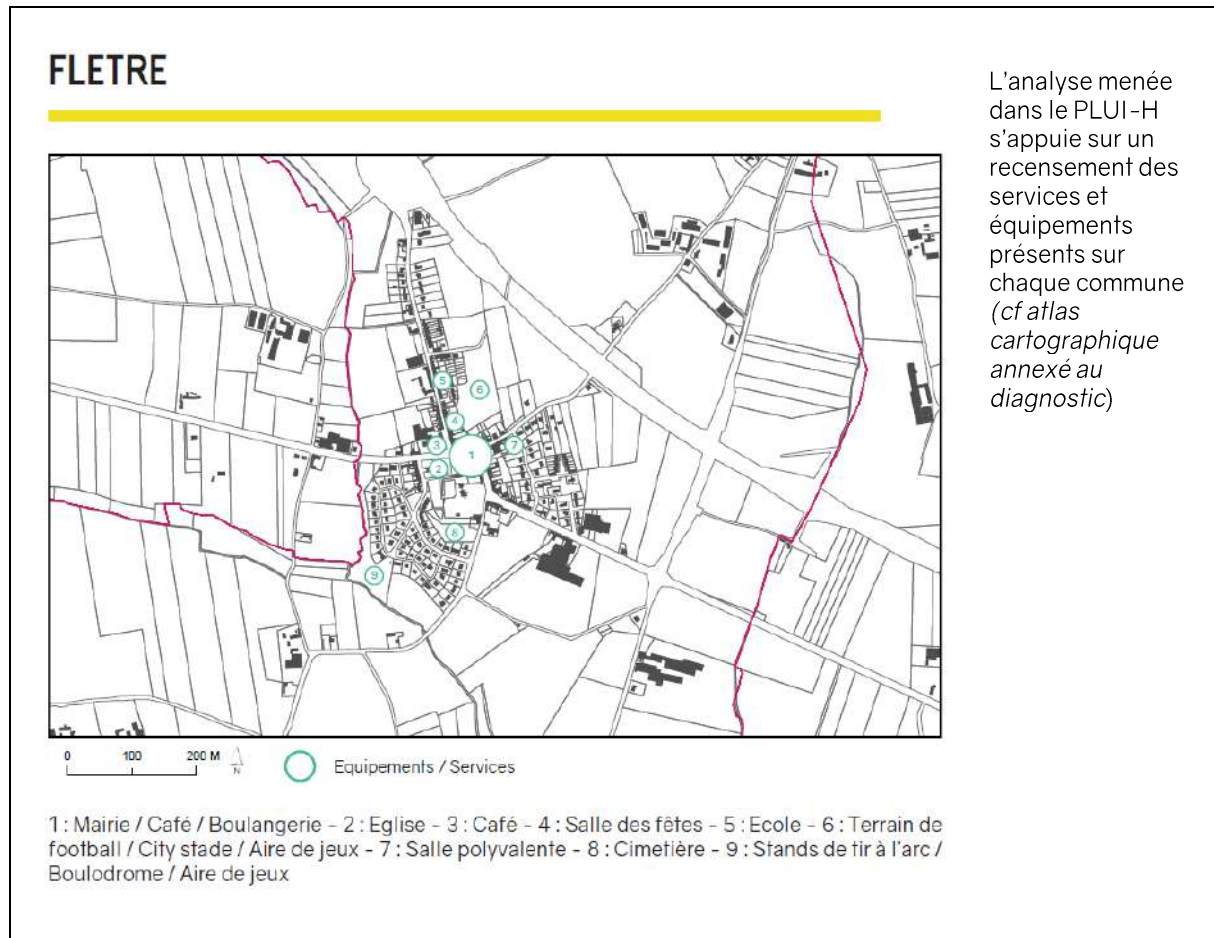 FLETRE
L'analyse menée
dans le PLUI-H
s'appuie sur un
recensement des
services et
équipements
présents sur
chaque commune
(cf atlas
cartographique
annexé au
diagnostic)
5
6
4
3
1
7
2
8
9
0 100 200 M
N
Equipements / Services
1 : Mairie / Café / Boulangerie - 2 : Eglise - 3 : Café - 4 : Salle des fêtes - 5 : Ecole - 6 : Terrain de
football / City stade / Aire de jeux - 7 : Salle polyvalente - 8 : Cimetière - 9 : Stands de tir à l'arc /
Boulodrome / Aire de jeux